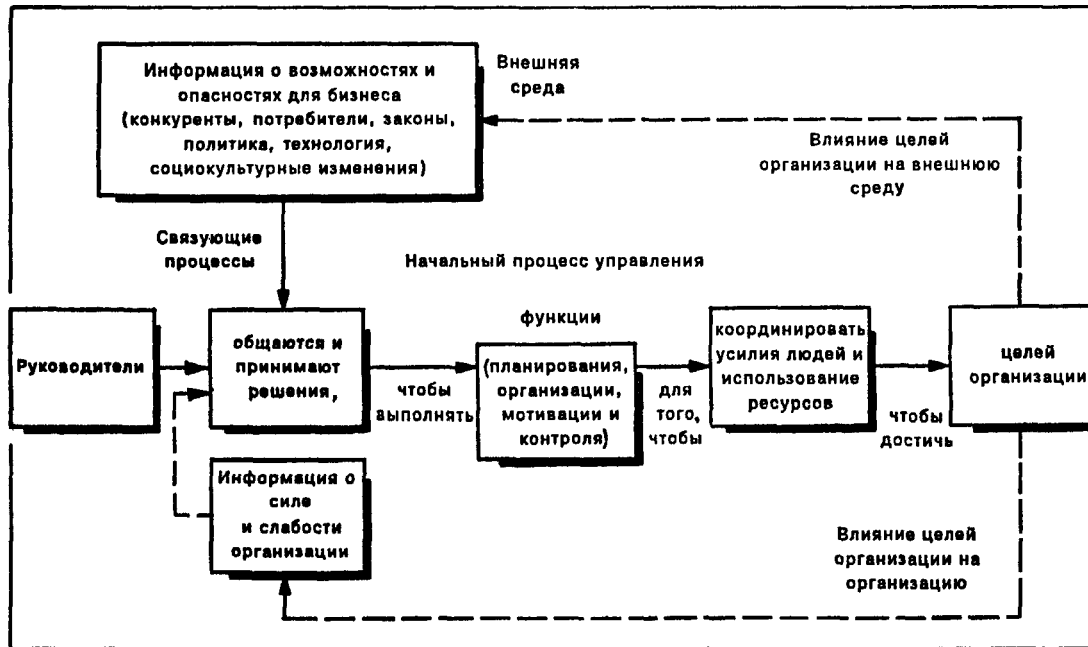 Информация о возможностях и
опасностях для бизнеса
(конкуренты, потребители, законы,
политика, технология,
социокультурные изменения)
Внешняя
среда
Влияние целей
организации на внешнюю
среду
Связующие
процессы
Начальный процесс управления
Руководители
общаются и
принимают
решения,
чтобы
выполнять
функции
(планирования,
организации,
мотивации и
контроля)
для
того,
чтобы
координировать
усилия людей и
использование
ресурсов
чтобы
достичь
целей
организации
Информация о
силе
и слабости
организации
Влияние целей
организации на
организацию